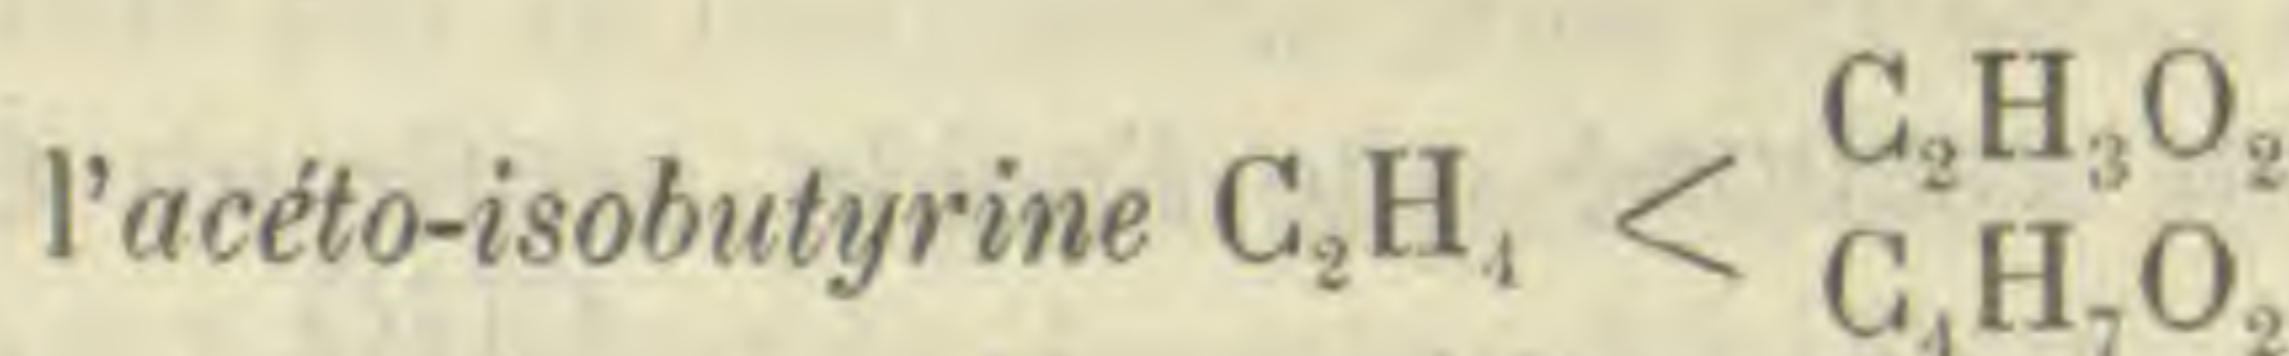 C₂H₃O₂
l'acéto-isobutyrine C₂H₄ <
C₄H₇O₂